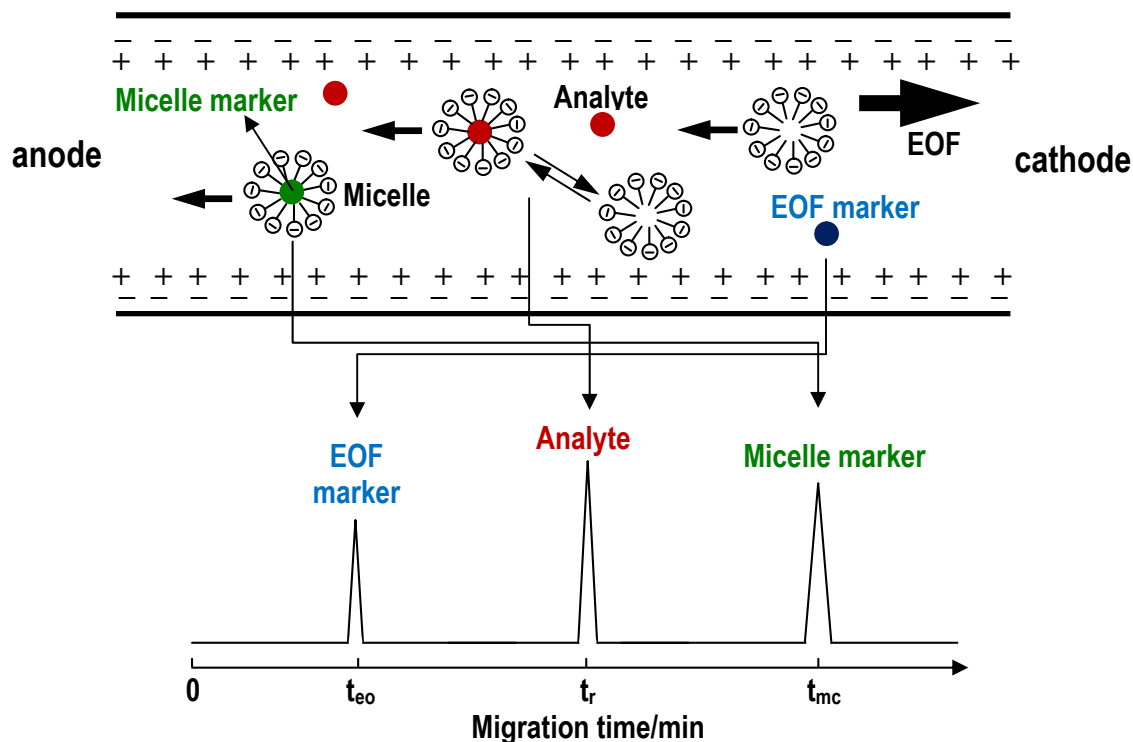 Micelle marker
Analyte
anode
EOF
cathode
Micelle
EOF marker
EOF
marker
Analyte
Micelle marker
0
teo
tr
tmc
Migration time/min